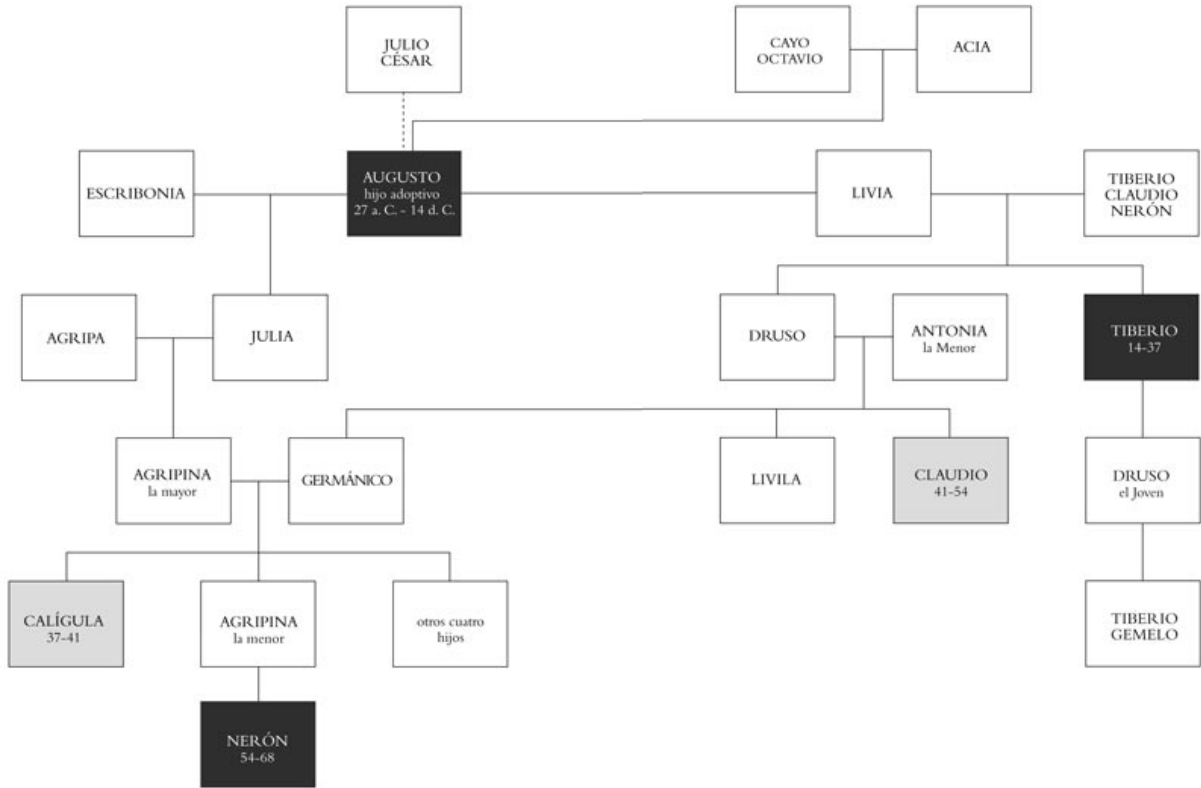 JULIO
CÉSAR
CAYO
OCTAVIO
ACIA
ESCRIBONIA
AUGUSTO
hijo adoptivo
27 a. C. - 14 d. C.
LIVIA
TIBERIO
CLAUDIO
NERÓN
AGRIPA
JULIA
DRUSO
ANTONIA
la Menor
TIBERIO
14-37
AGRIPINA
la mayor
GERMÁNICO
LIVILA
CLAUDIO
41-54
DRUSO
el Joven
CALÍGULA
37-41
AGRIPINA
la menor
otros cuatro
hijos
TIBERIO
GEMELO
NERÓN
54-68